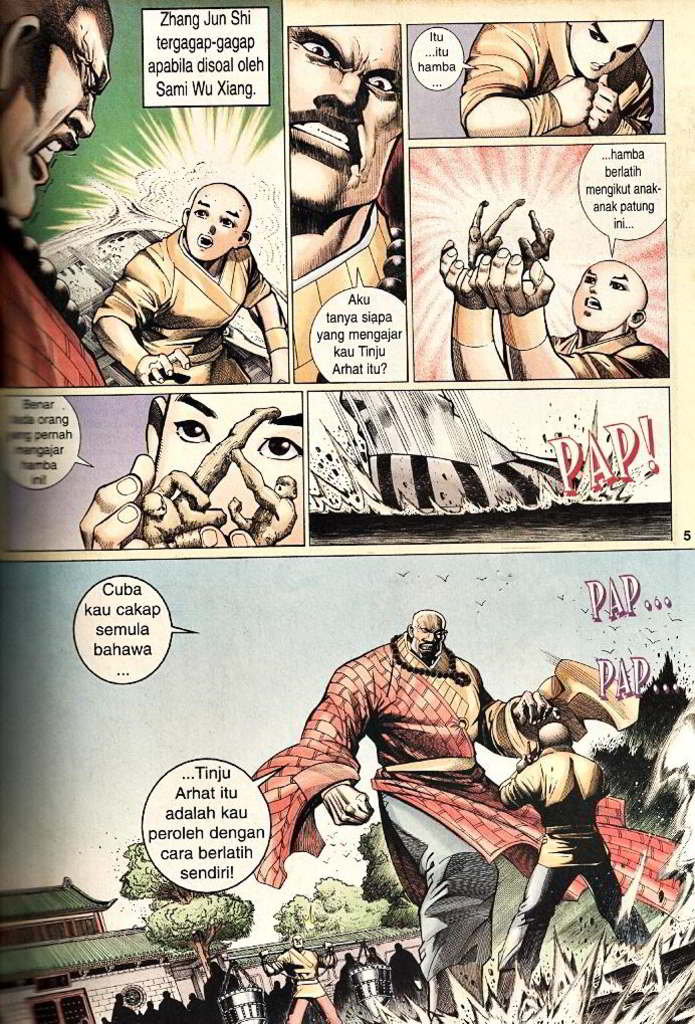 Zhang Jun Shi
tergagap-gagap
apabila disoal oleh
Sami Wu Xiang.
Aku
tanya siapa
yang mengajar
kau Tinju
Arhat itu?
Itu
...itu
hamba
...
...hamba
berlatih
mengikut anak-
anak patung
ini...
Benar
ada orang
yang pernah
mengajar
hamba
ini!
PAP!
5
Cuba
kau cakap
semula
bahawa
...
PAP...
PAP...
...Tinju
Arhat itu
adalah kau
peroleh dengan
cara berlatih
sendiri!